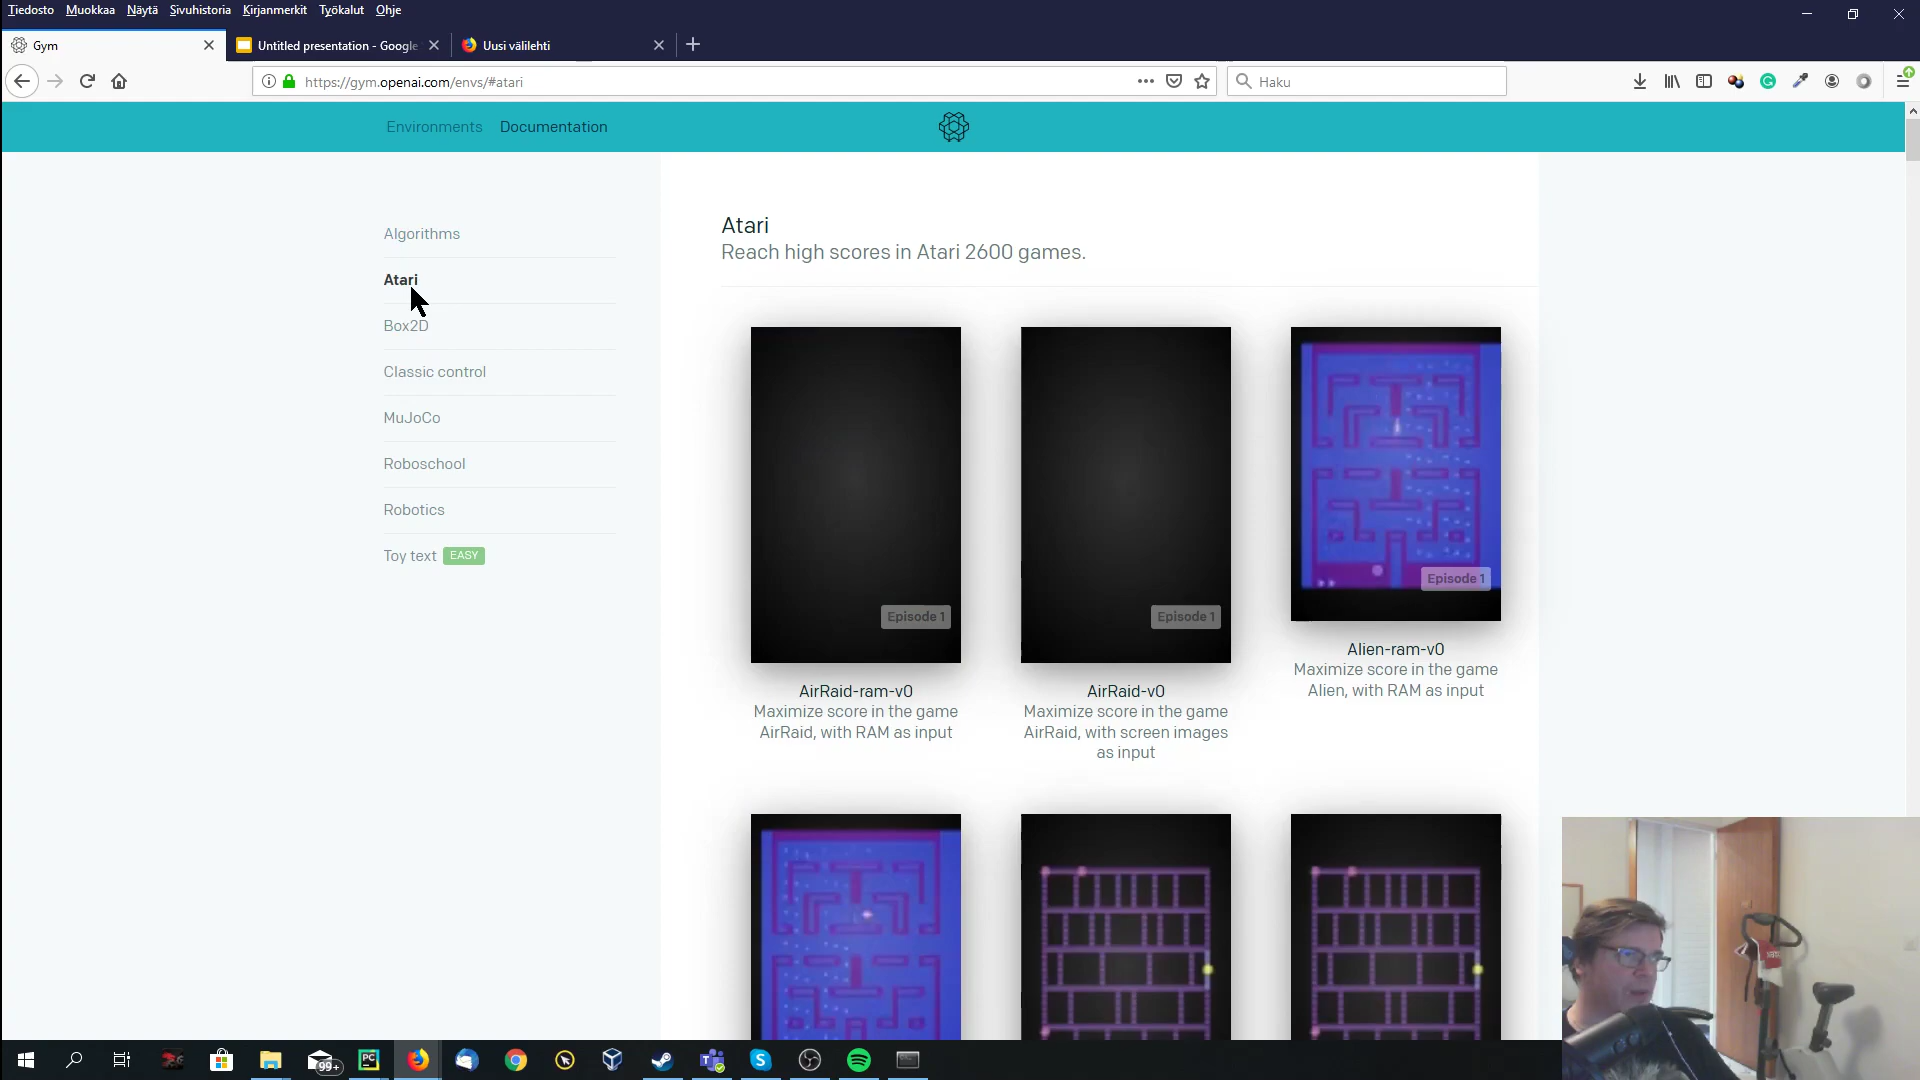 Tiedosto Muokkaa Näytä Sivuhistoria Kirjanmerkit Työkalut Ohje
Gym
Untitled presentation - Google
Uusi välilehti
https://gym.openai.com/envs/#atari
Haku
Environments Documentation
Algorithms
Atari
Box2D
Classic control
MuJoCo
Roboschool
Robotics
Toy text EASY
Atari
Reach high scores in Atari 2600 games.
Episode 1
AirRaid-ram-v0
Maximize score in the game
AirRaid, with RAM as input
Episode 1
AirRaid-v0
Maximize score in the game
AirRaid, with screen images
as input
Episode 1
Alien-ram-v0
Maximize score in the game
Alien, with RAM as input
99+
PC